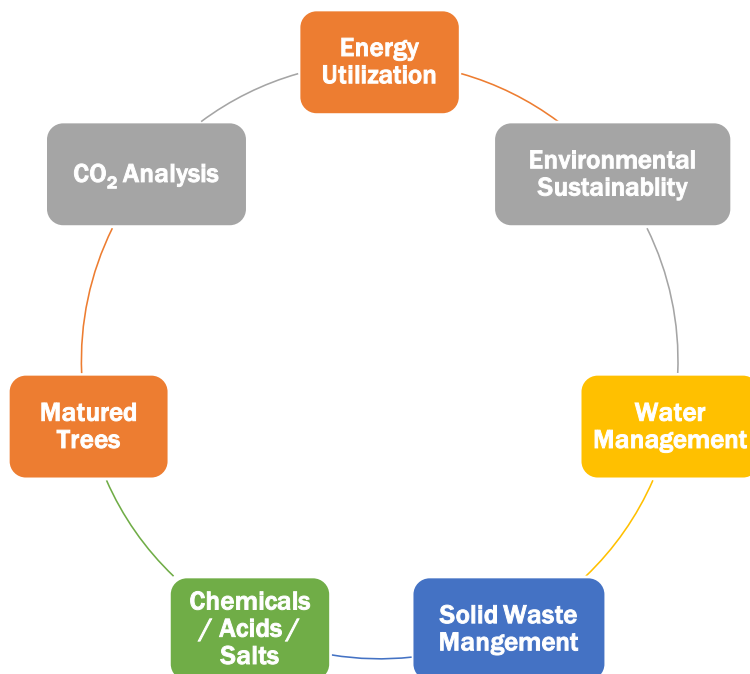 Energy
Utilization
Environmental
Sustainablity
Water
Management
Solid Waste
Mangement
Chemicals
/ Acids /
Salts
Matured
Trees
CO₂ Analysis